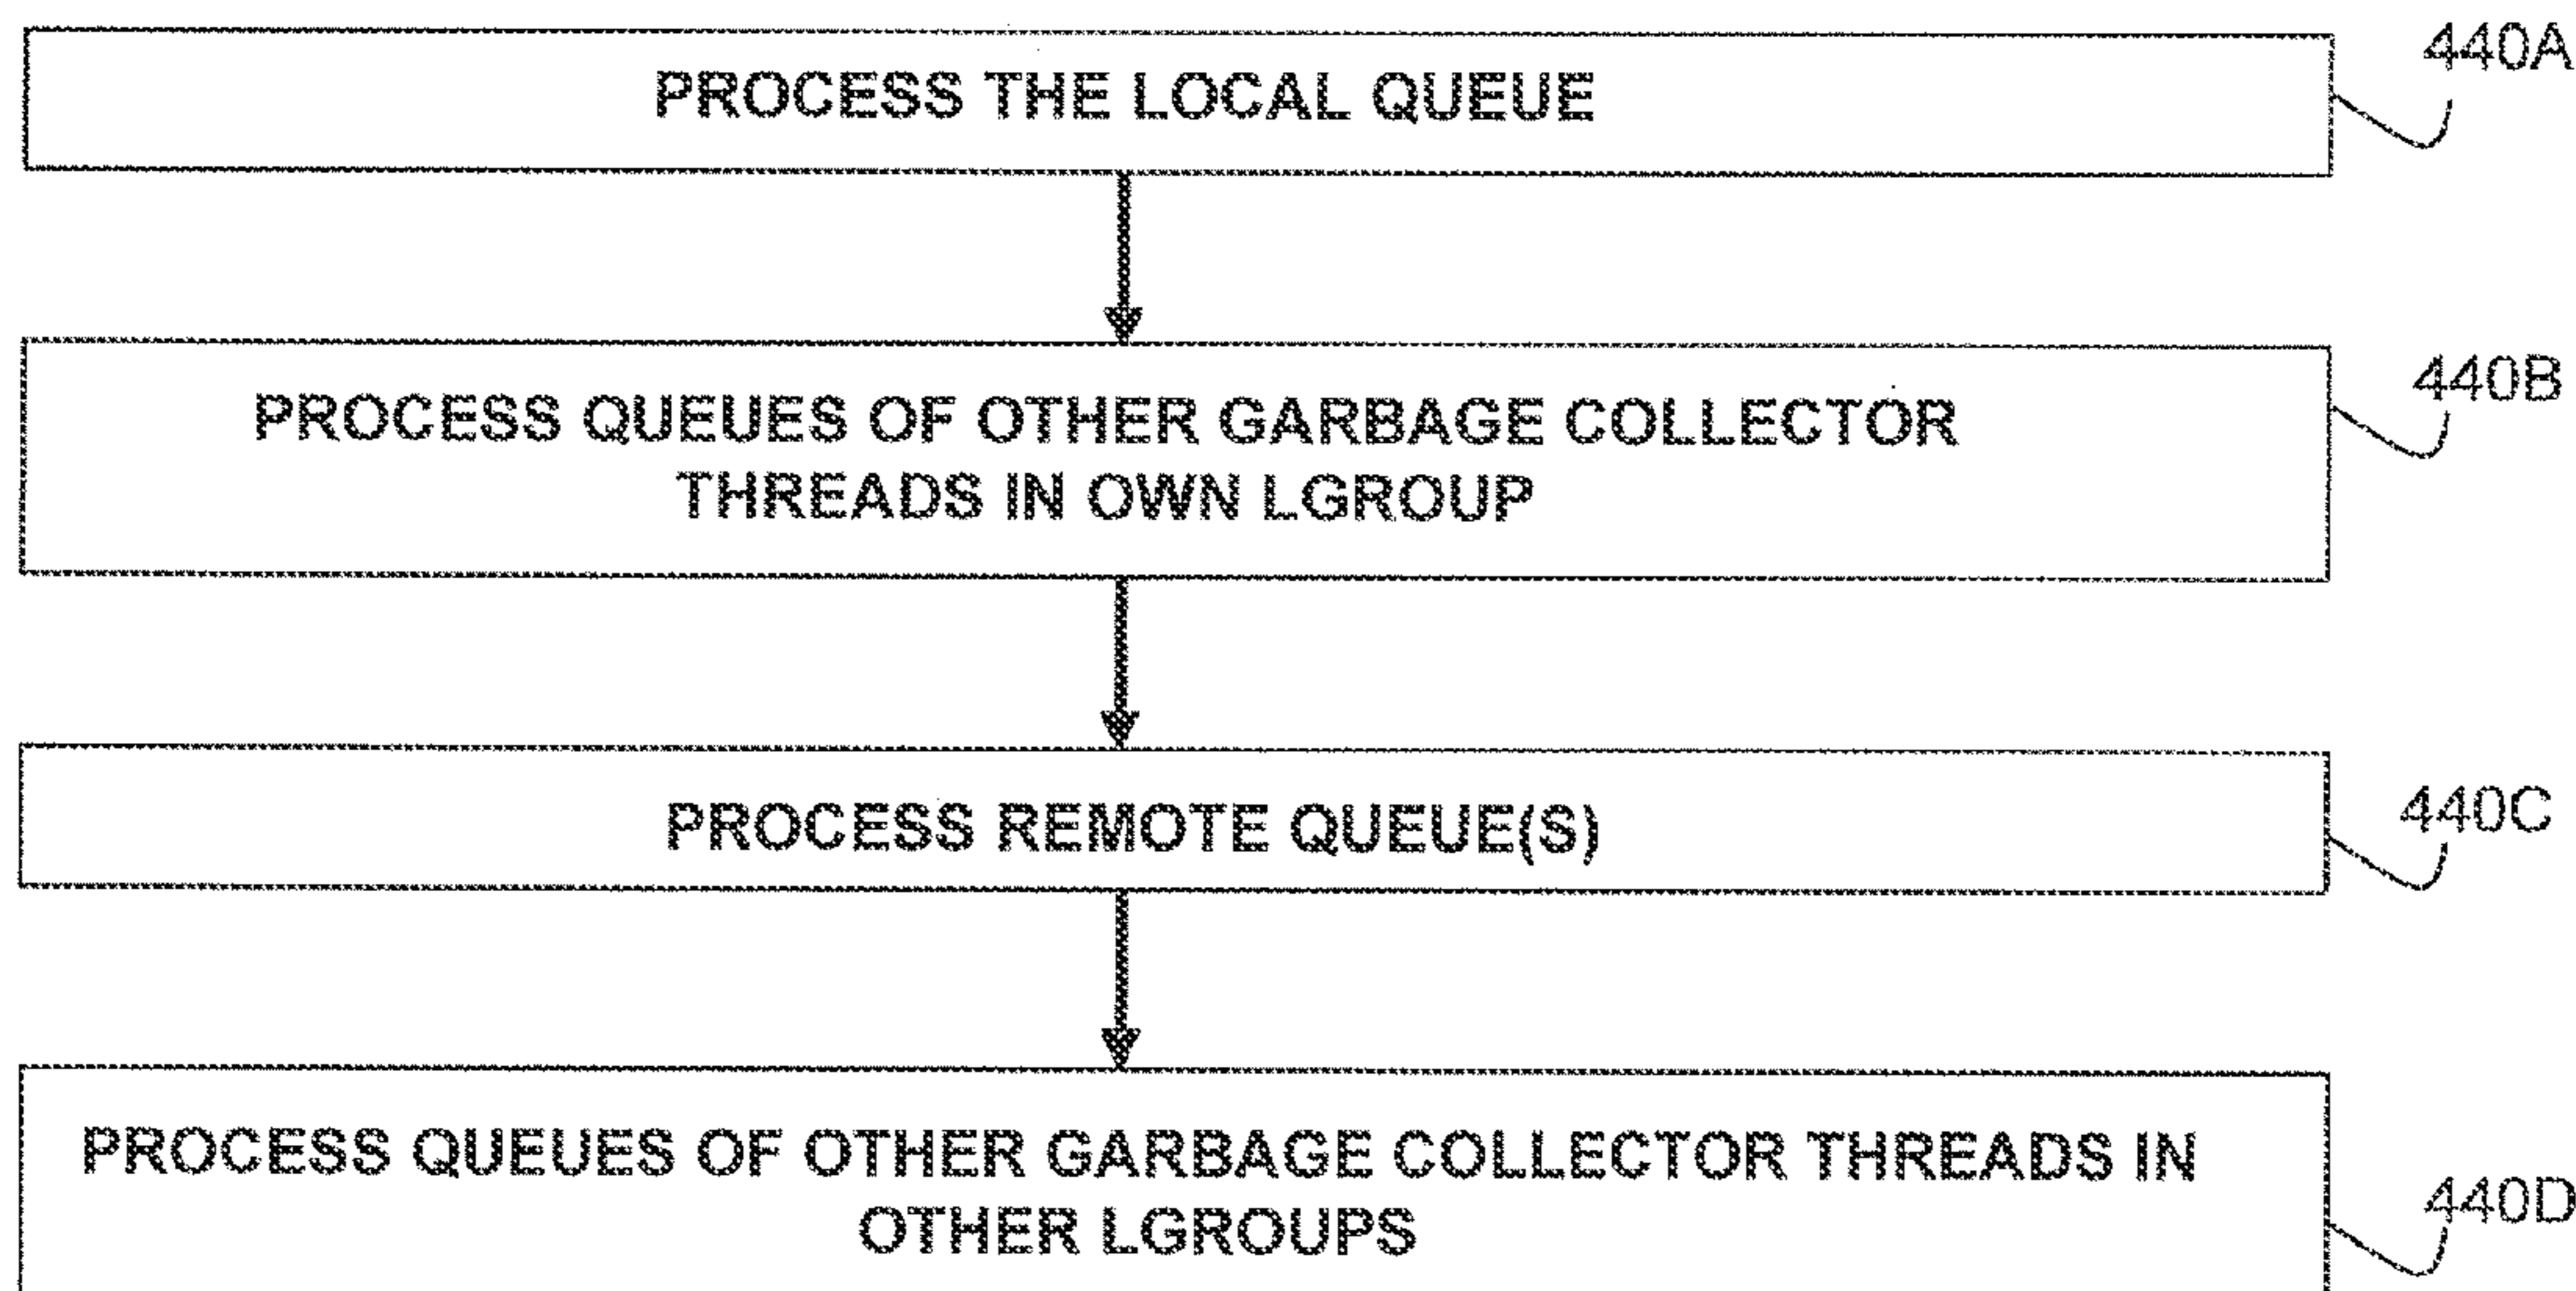 PROCESS THE LOCAL QUEUE
440A
PROCESS QUEUES OF OTHER GARBAGE COLLECTOR
THREADS IN OWN LGROUP
440B
PROCESS REMOTE QUEUE(S)
440C
PROCESS QUEUES OF OTHER GARBAGE COLLECTOR THREADS IN
OTHER LGROUPS
440D